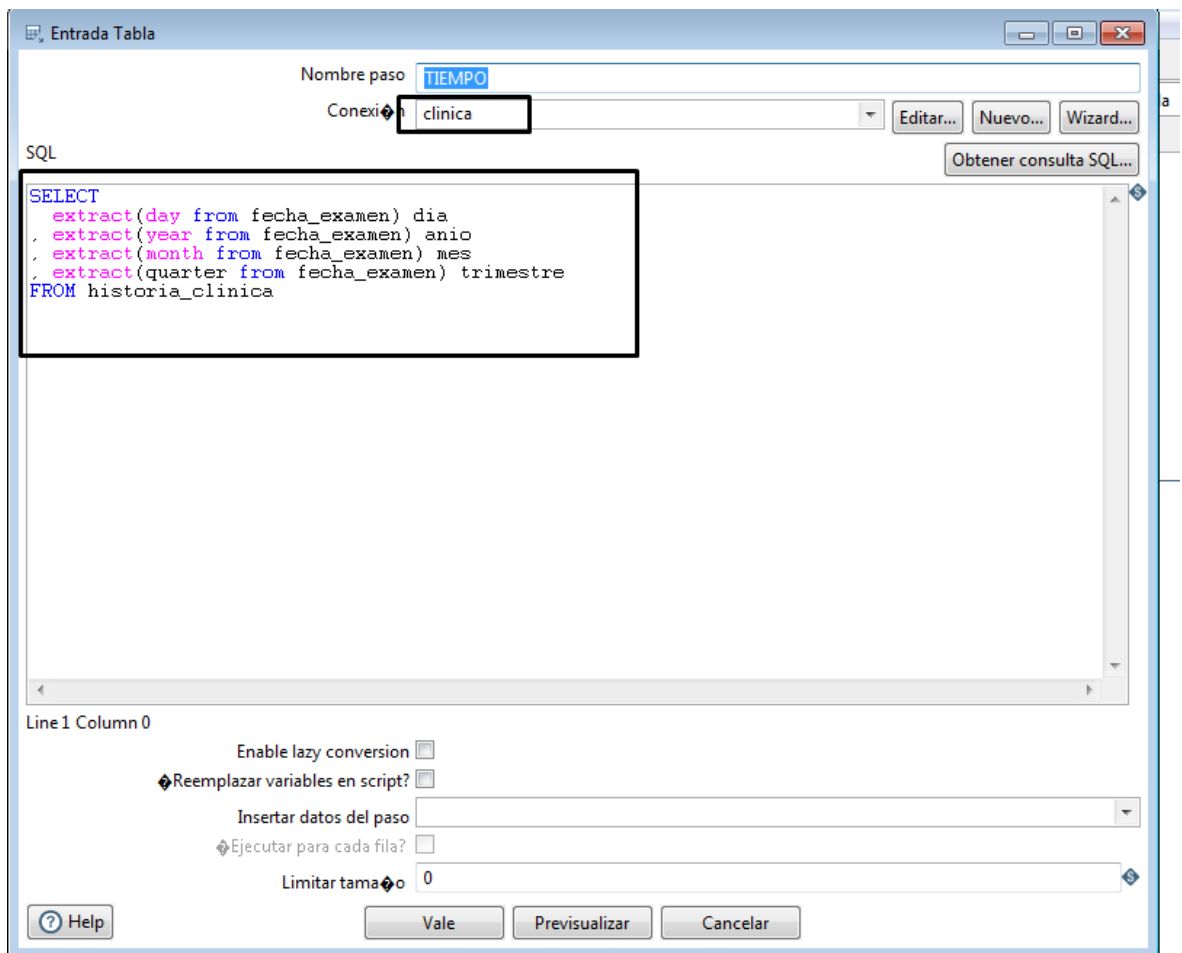 Entrada Tabla
Nombre paso TIEMPO
Conexi�n clinica Editar... Nuevo... Wizard...
a
SQL Obtener consulta SQL...
SELECT
extract(day from fecha_examen) dia
, extract(year from fecha_examen) anio
, extract(month from fecha_examen) mes
, extract(quarter from fecha_examen) trimestre
FROM historia_clinica
Line 1 Column 0
Enable lazy conversion
�Reemplazar variables en script?
Insertar datos del paso
�Ejecutar para cada fila?
Limitar tama�o 0
Help Vale Previsualizar Cancelar